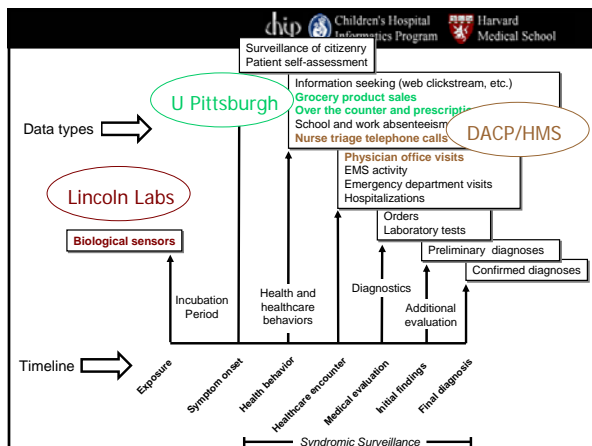 chip Children's Hospital Informatics Program Harvard Medical School
Surveillance of citizenry
Patient self-assessment
U Pittsburgh
Information seeking (web clickstream, etc.)
Grocery product sales
Over the counter and prescription
School and work absenteeism
Nurse triage telephone calls
DACP/HMS
Data types
Physician office visits
EMS activity
Emergency department visits
Hospitalizations
Lincoln Labs
Biological sensors
Orders
Laboratory tests
Preliminary diagnoses
Confirmed diagnoses
Incubation
Period
Health and
healthcare
behaviors
Diagnostics
Additional
evaluation
Timeline
Exposure
Symptom onset
Health behavior
Healthcare encounter
Medical evaluation
Initial findings
Final diagnosis
Syndromic Surveillance